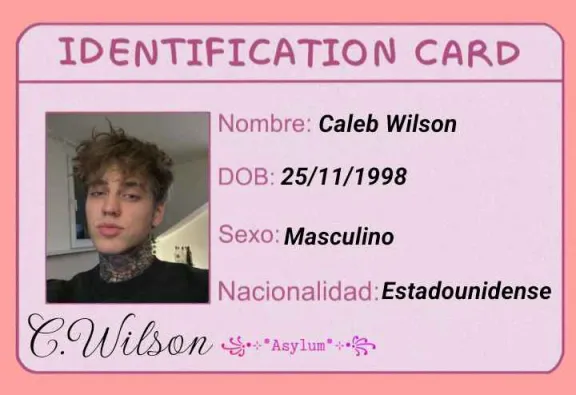 IDENTIFICATION CARD
Nombre: Caleb Wilson
DOB: 25/11/1998
Sexo: Masculino
Nacionalidad: Estadounidense
C.Wilson
꧁•⊹٭Asylum٭⊹•꧂